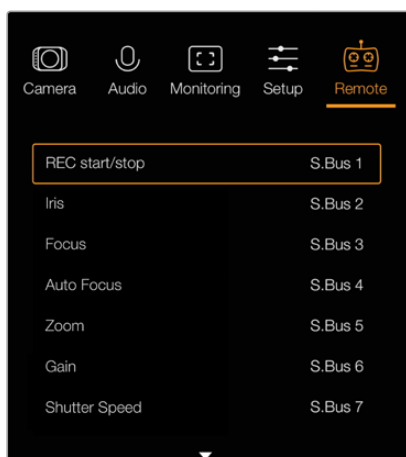 Camera Audio Monitoring Setup Remote
REC start/stop S.Bus 1
Iris S.Bus 2
Focus S.Bus 3
Auto Focus S.Bus 4
Zoom S.Bus 5
Gain S.Bus 6
Shutter Speed S.Bus 7